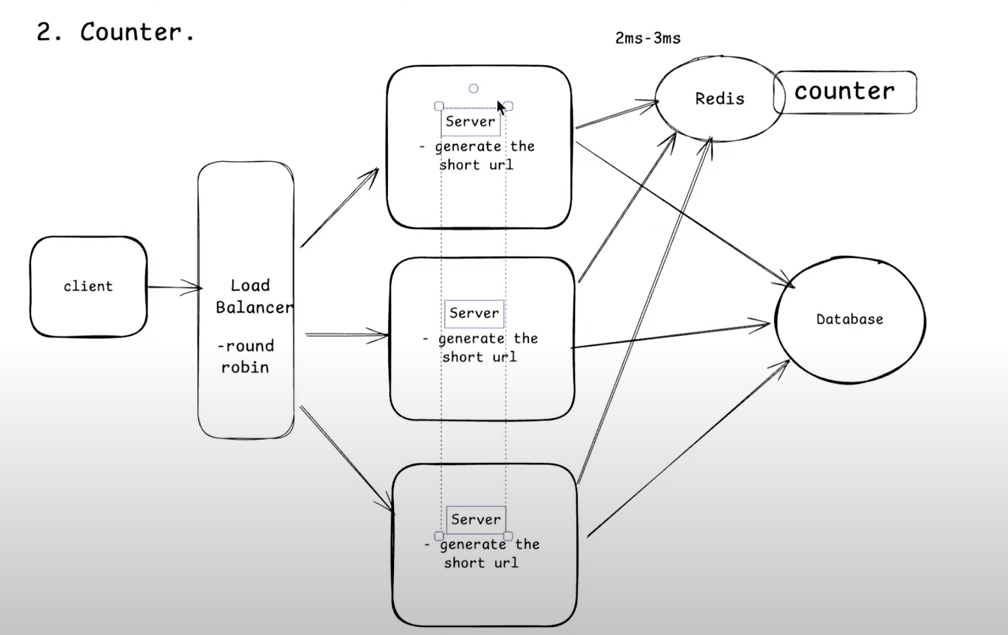 2. Counter.
2ms-3ms
Redis
counter
Server
- generate the
short url
client
Load
Balancer
-round
robin
Server
- generate the
short url
Database
Server
- generate the
short url